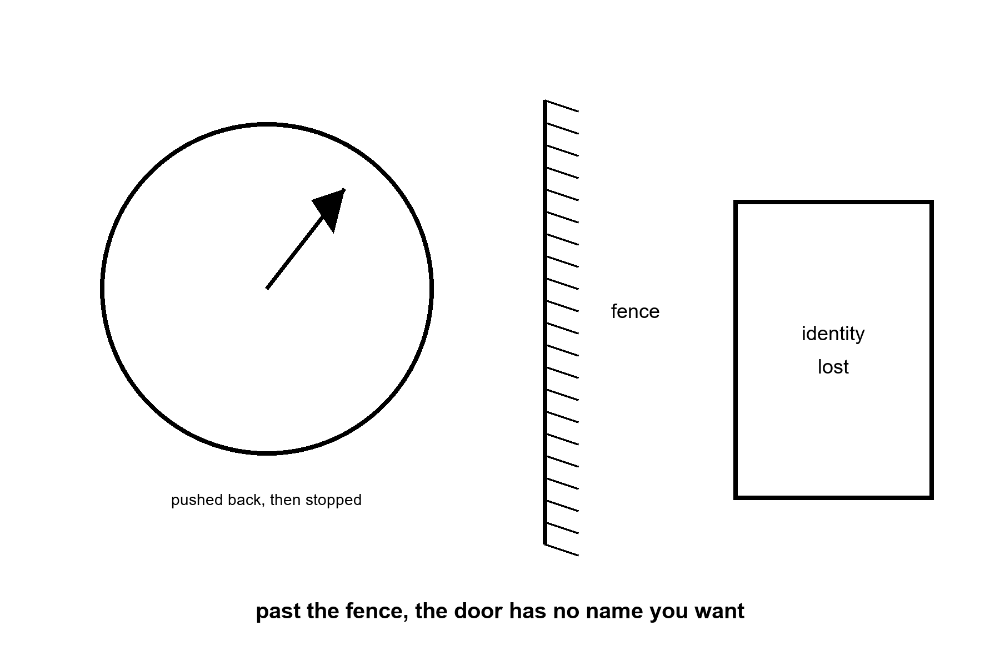 fence
identity
lost
pushed back, then stopped
past the fence, the door has no name you want